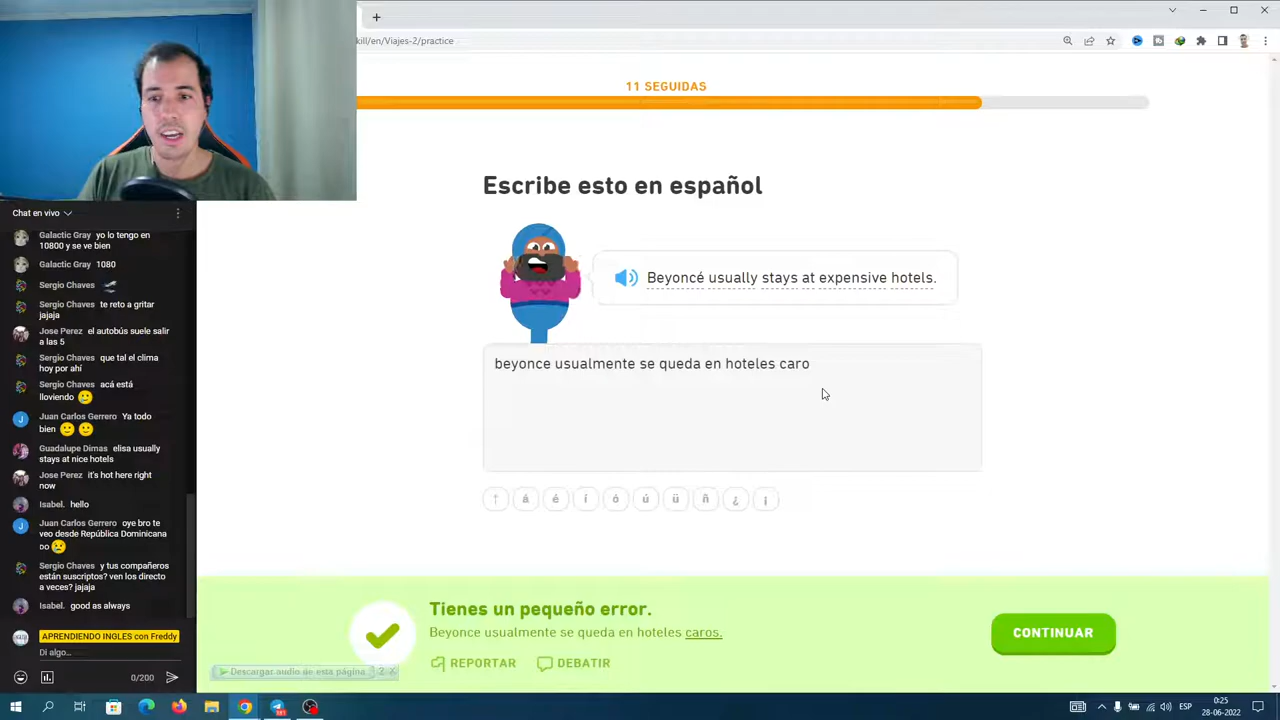 kill/en/Viajes-2/practice
11 SEGUIDAS
Escribe esto en español
Beyoncé usually stays at expensive hotels.
beyonce usualmente se queda en hoteles caro
↑ á é í ó ú ü ñ ¿ ¡
Tienes un pequeño error.
Beyonce usualmente se queda en hoteles caros.
REPORTAR DEBATIR
CONTINUAR
Chat en vivo
Galactic Gray yo lo tengo en
10800 y se ve bien
Galactic Gray 1080
Sergio Chaves
Sergio Chaves te reto a gritar
jajaja
Jose Perez el autobús suele salir
a las 5
Sergio Chaves que tal el clima
hoy por ahí
Sergio Chaves acá está
lloviendo
Juan Carlos Gerrero Ya todo
bien
Guadalupe Dimas elisa usually
stays at nice hotels
Jose Perez it's hot here right
now
Isabel. hello
Juan Carlos Gerrero oye bro te
veo desde República Dominicana
DO
Sergio Chaves y tus compañeros
están suscriptos? ven los directo
a veces? jajaja
Isabel. good as always
APRENDIENDO INGLES con Freddy
Di algo...
0/200
Descargar audio de esta página ? X
ESP
0:25
28-06-2022